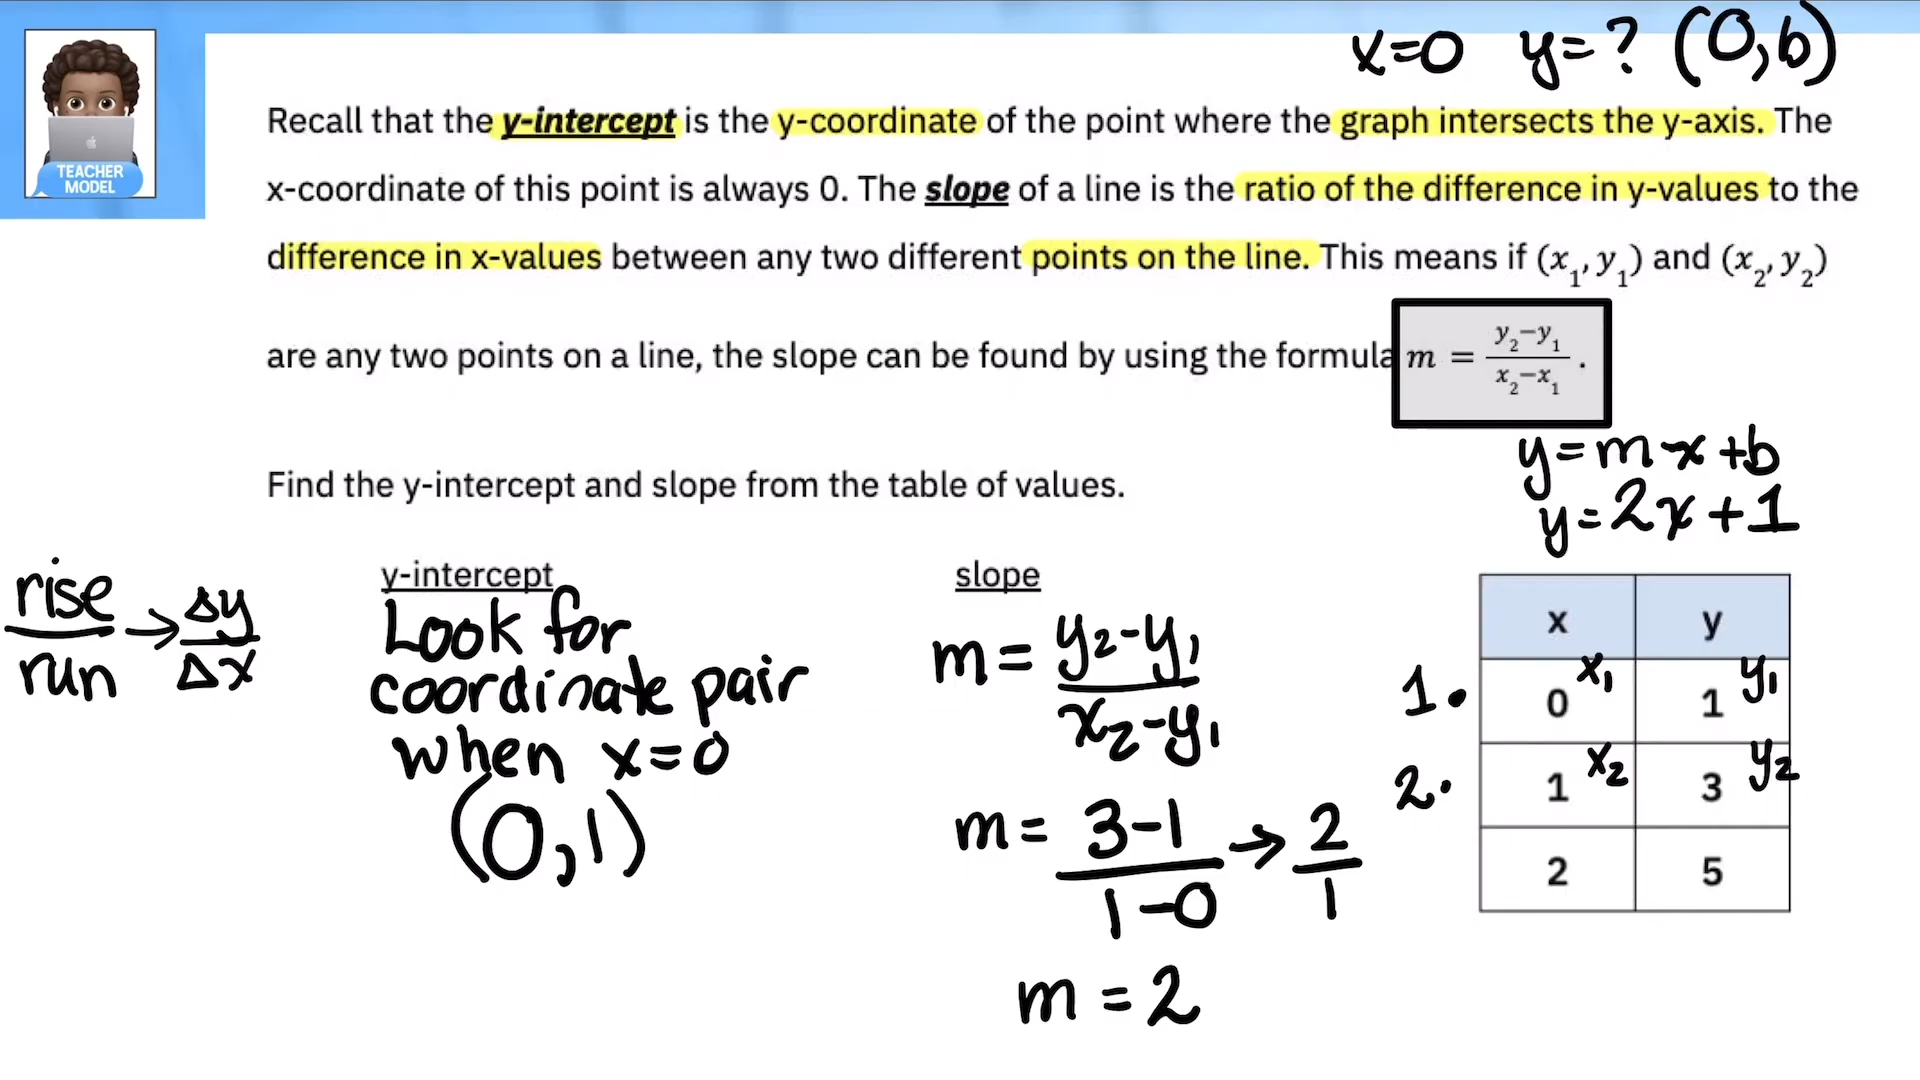 x=0 y=? (0,b)
TEACHER
MODEL
Recall that the y-intercept is the y-coordinate of the point where the graph intersects the y-axis. The
x-coordinate of this point is always 0. The slope of a line is the ratio of the difference in y-values to the
difference in x-values between any two different points on the line. This means if (x₁, y₁) and (x₂, y₂)
are any two points on a line, the slope can be found by using the formula m = (y₂−y₁)/(x₂−x₁).
y=mx+b
y=2x+1
Find the y-intercept and slope from the table of values.
rise/run → Δy/Δx
y-intercept
Look for
coordinate pair
when x=0
(0,1)
slope
m= (y₂-y₁)/(x₂-y₁)
m= (3-1)/(1-0) → 2/1
m=2
x y
1. 0 x₁ 1 y₁
2. 1 x₂ 3 y₂
2 5